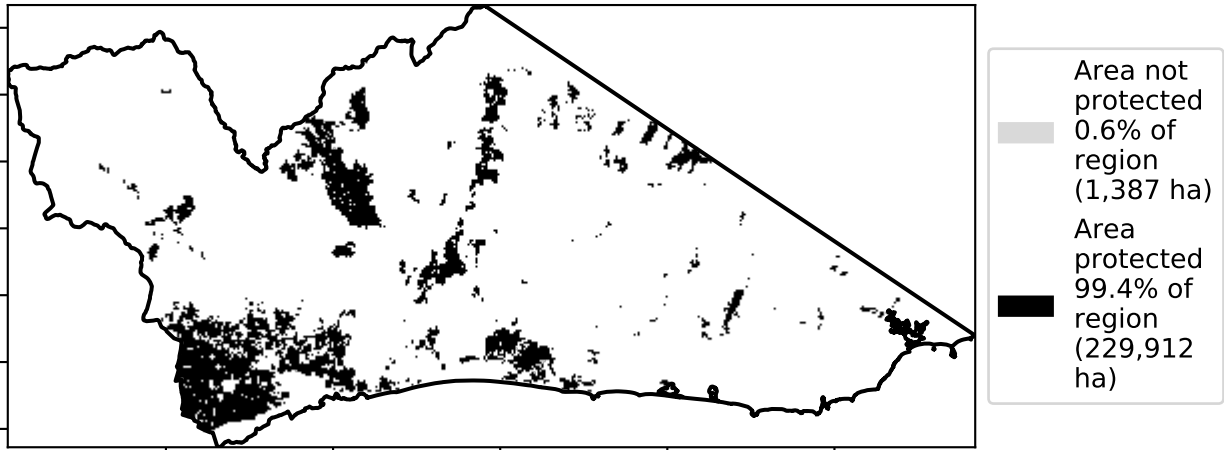 Area not
protected
0.6% of
region
(1,387 ha)
Area
protected
99.4% of
region
(229,912
ha)